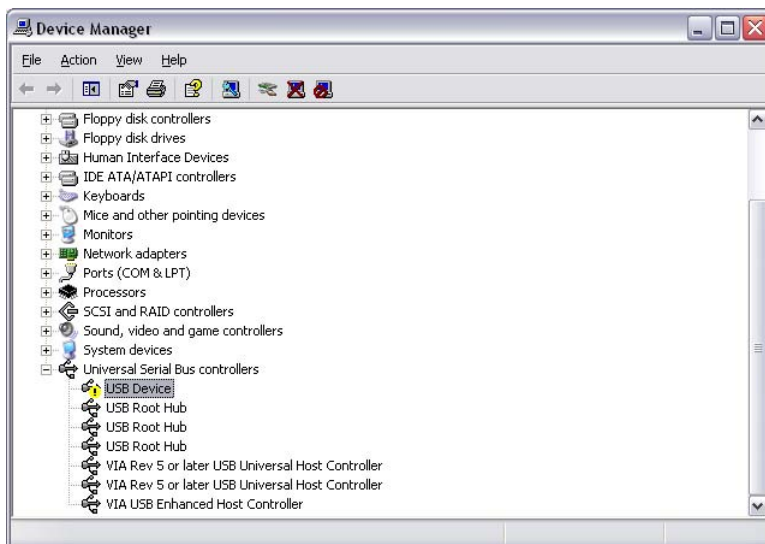 Device Manager
File Action View Help
Floppy disk controllers
Floppy disk drives
Human Interface Devices
IDE ATA/ATAPI controllers
Keyboards
Mice and other pointing devices
Monitors
Network adapters
Ports (COM & LPT)
Processors
SCSI and RAID controllers
Sound, video and game controllers
System devices
Universal Serial Bus controllers
USB Device
USB Root Hub
USB Root Hub
USB Root Hub
VIA Rev 5 or later USB Universal Host Controller
VIA Rev 5 or later USB Universal Host Controller
VIA USB Enhanced Host Controller